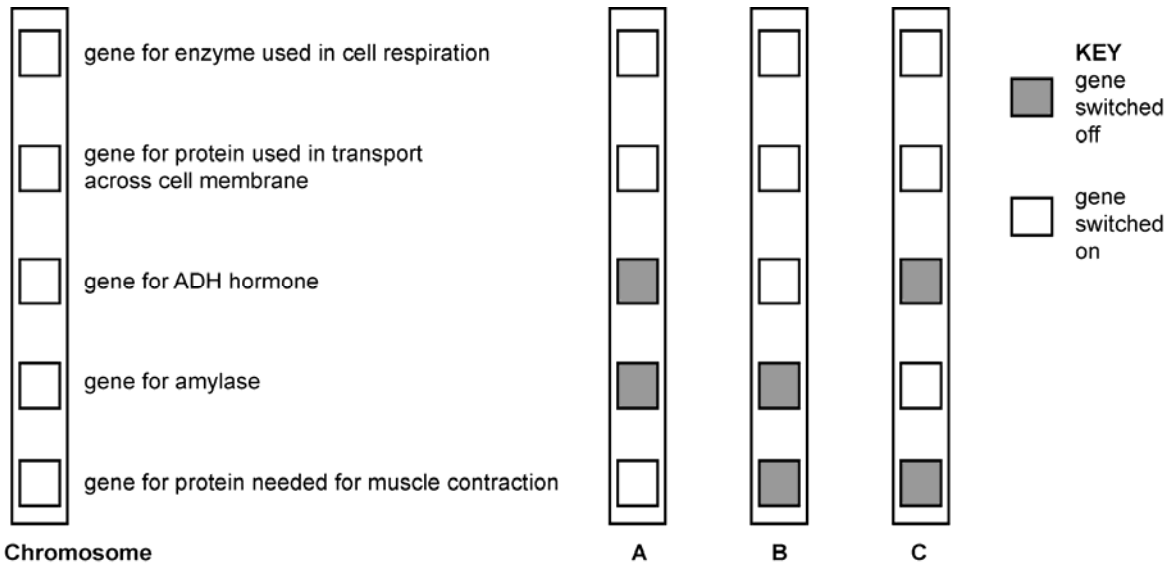 gene for enzyme used in cell respiration
gene for protein used in transport
across cell membrane
gene for ADH hormone
gene for amylase
gene for protein needed for muscle contraction
Chromosome
A
B
C
KEY
gene
switched
off
gene
switched
on